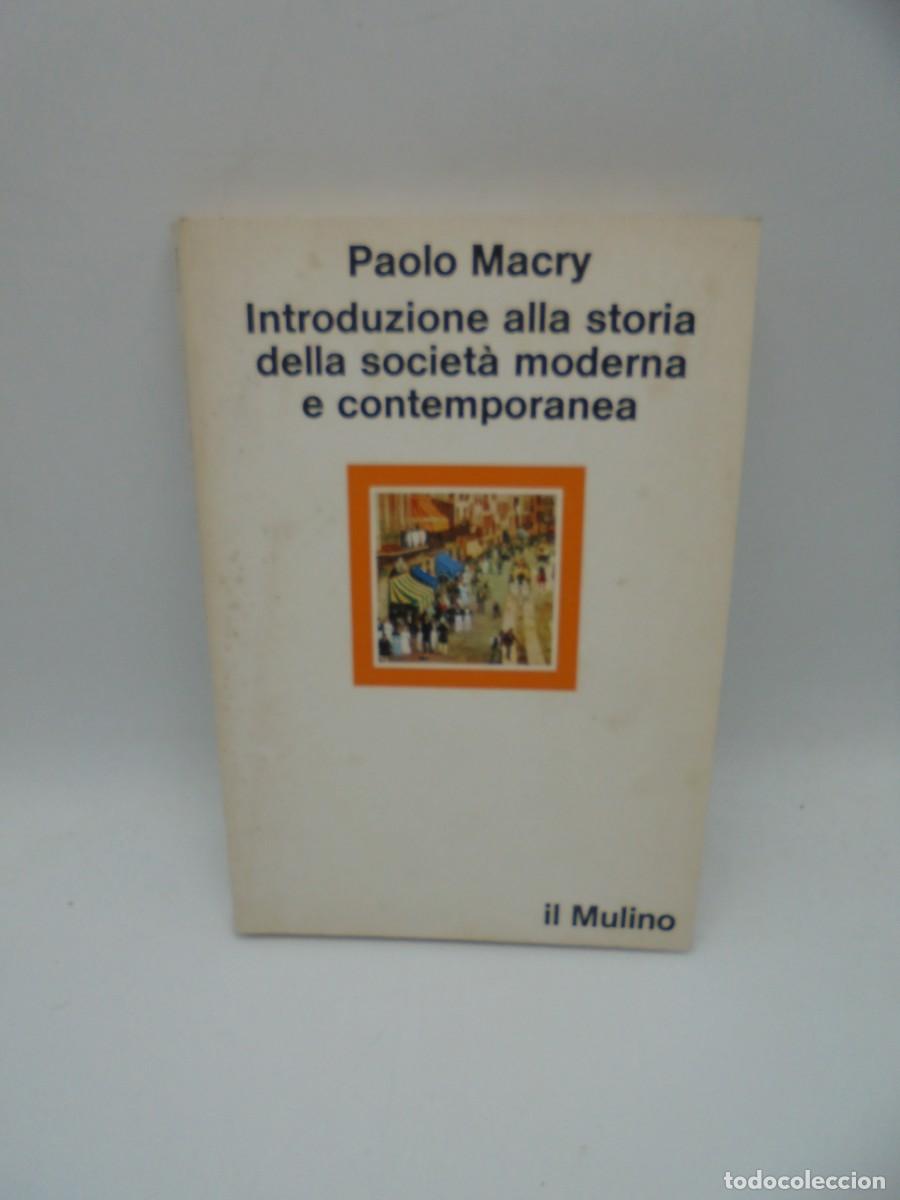 Paolo Macry
Introduzione alla storia
della società moderna
e contemporanea
il Mulino
todocoleccion